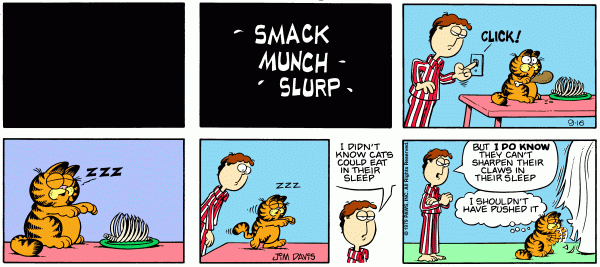 - SMACK
MUNCH -
- SLURP -
CLICK!
9-16
ZZZ
ZZZ
JIM DAVIS
I DIDN'T
KNOW CATS
COULD EAT
IN THEIR
SLEEP
BUT I DO KNOW
THEY CAN'T
SHARPEN THEIR
CLAWS IN
THEIR SLEEP
I SHOULDN'T
HAVE PUSHED IT